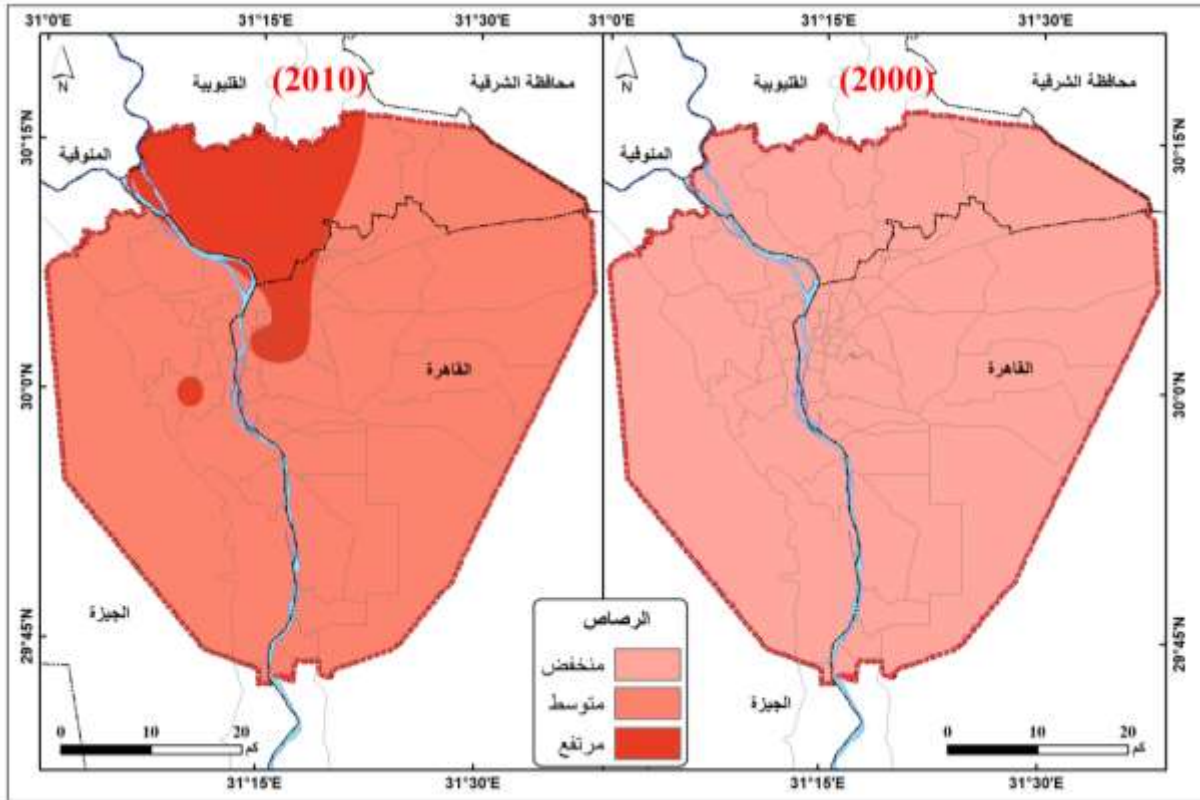 31°0'E 31°15'E 31°30'E 31°0'E 31°15'E 31°30'E
(2010)
القليوبية
محافظة الشرقية
المنوفية
القاهرة
الجيزة
N
30°15'N
30°0'N
29°45'N
0 10 20
كم
31°15'E 31°30'E
(2000)
القليوبية
محافظة الشرقية
المنوفية
القاهرة
الجيزة
N
30°15'N
30°0'N
29°45'N
0 10 20
كم
31°15'E 31°30'E
الرصاص
منخفض
متوسط
مرتفع